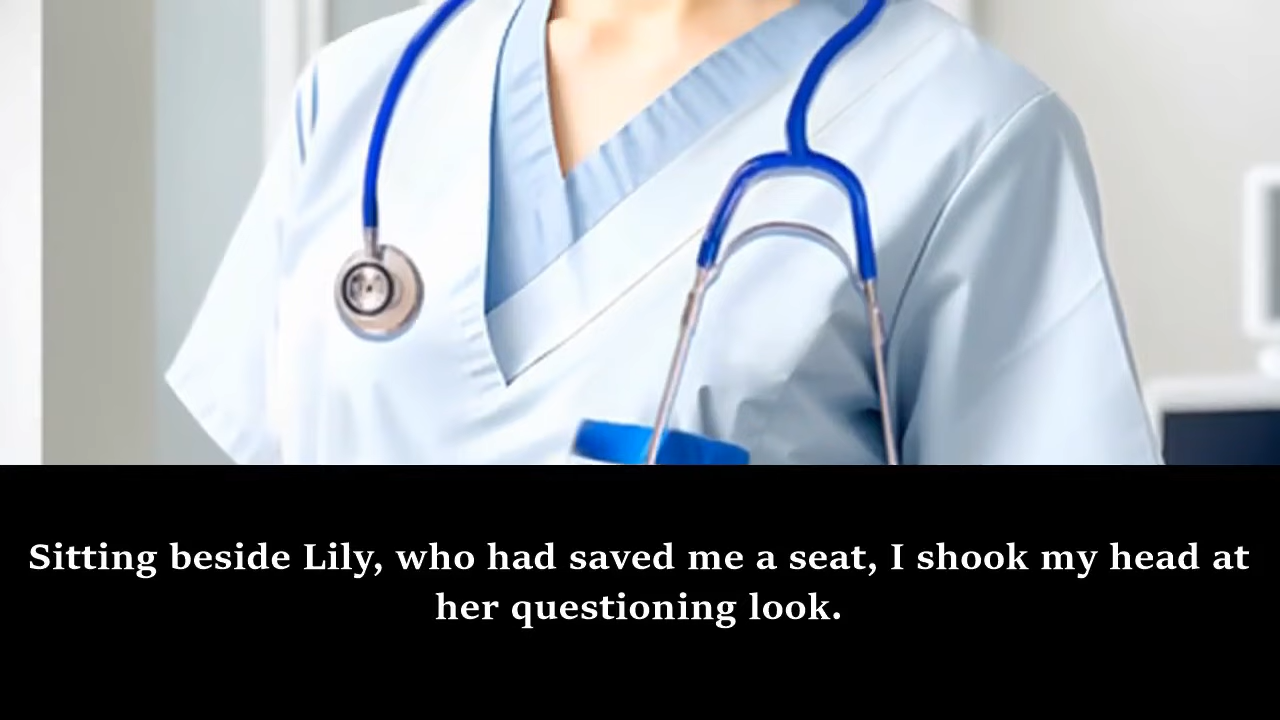 Sitting beside Lily, who had saved me a seat, I shook my head at
her questioning look.